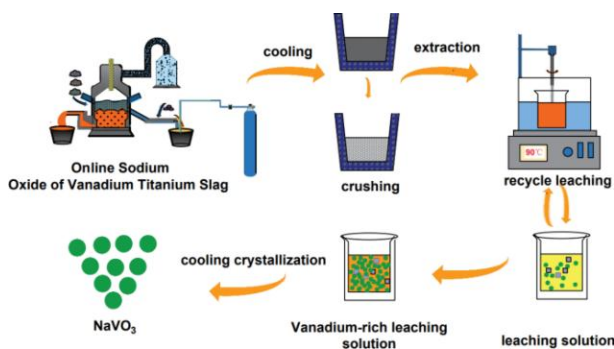 cooling
extraction
Online Sodium
Oxide of Vanadium Titanium Slag
crushing
90℃
recycle leaching
cooling crystallization
NaVO₃
Vanadium-rich leaching
solution
leaching solution